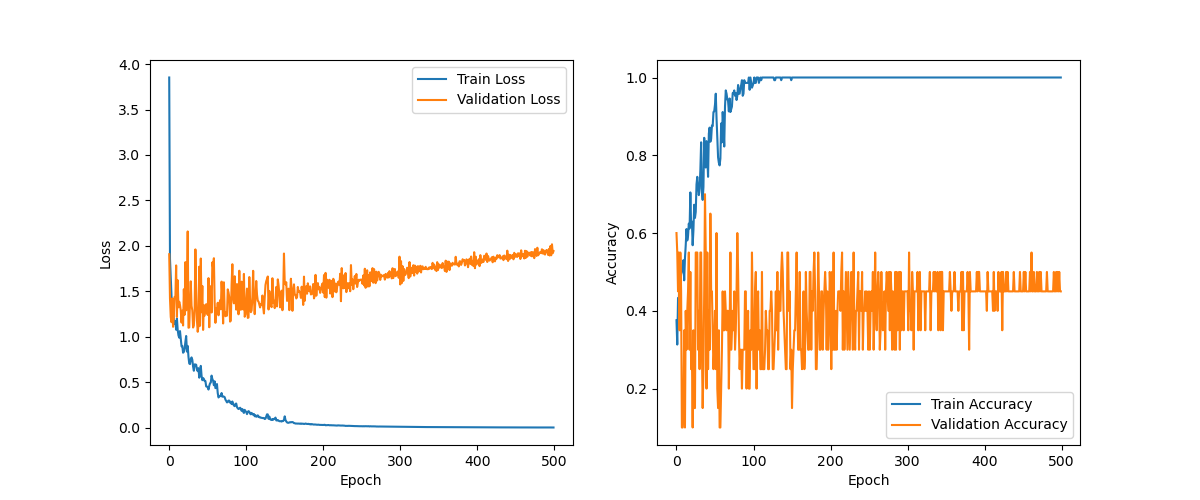 4.0
3.5
3.0
2.5
2.0
1.5
1.0
0.5
0.0
Loss
0 100 200 300 400 500
Epoch
Train Loss
Validation Loss
1.0
0.8
0.6
0.4
0.2
Accuracy
0 100 200 300 400 500
Epoch
Train Accuracy
Validation Accuracy